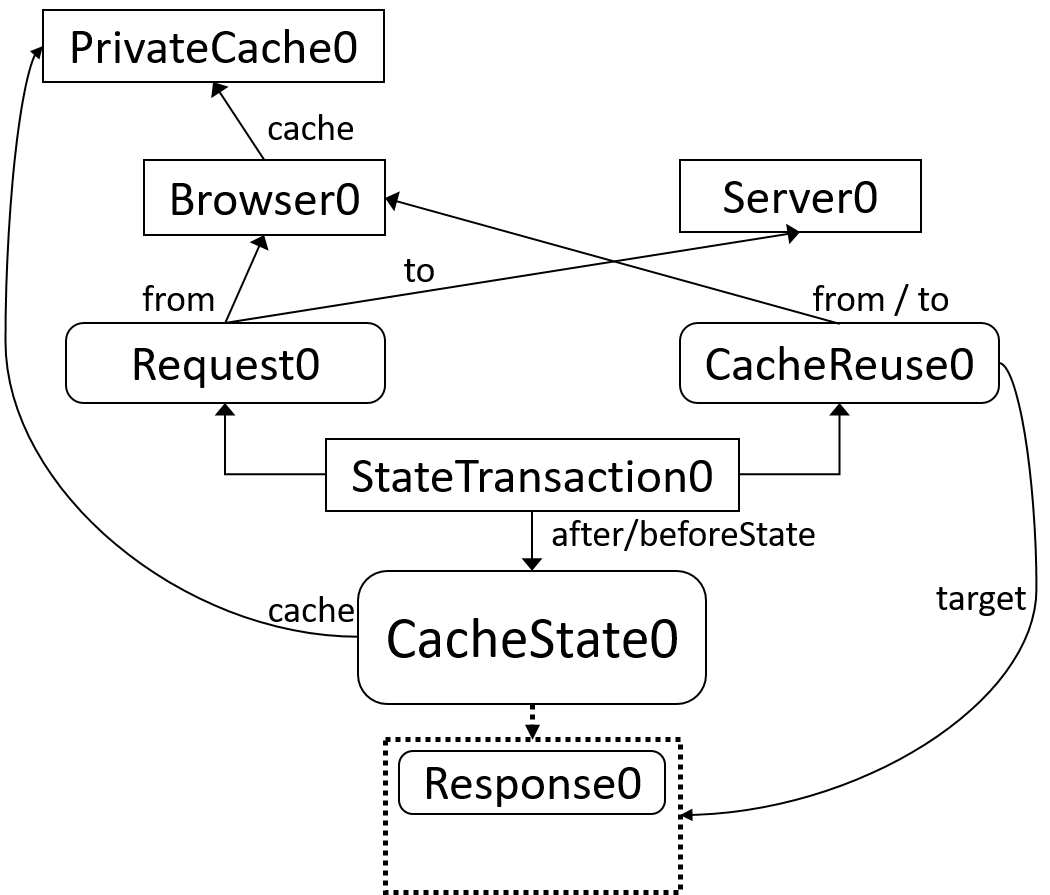 PrivateCache0
cache
Browser0
Server0
to
from
from / to
Request0
CacheReuse0
StateTransaction0
after/beforeState
cache
target
CacheState0
Response0